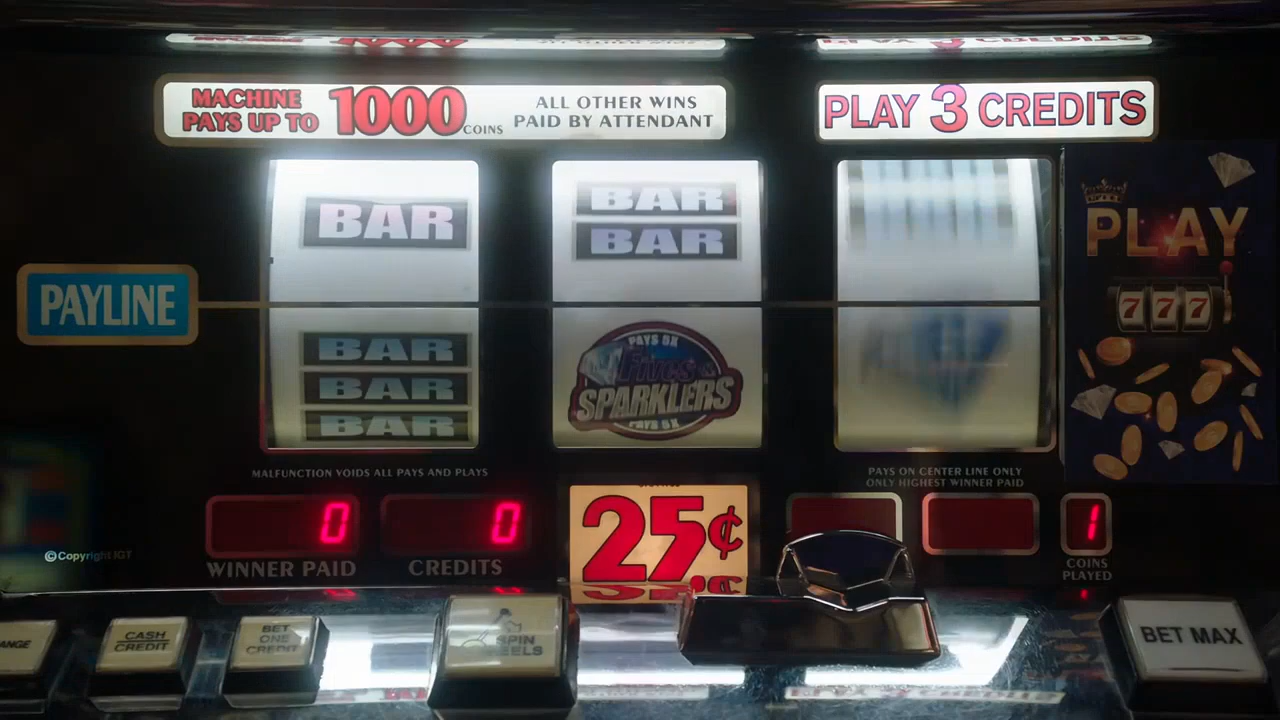 MACHINE
PAYS UP TO 1000 COINS
ALL OTHER WINS
PAID BY ATTENDANT
PLAY 3 CREDITS
BAR
BAR
BAR
PLAY
777
PAYLINE
BAR
BAR
BAR
PAYS 5X
Fives
SPARKLERS
PAYS 5X
MALFUNCTION VOIDS ALL PAYS AND PLAYS
PAYS ON CENTER LINE ONLY
ONLY HIGHEST WINNER PAID
0
0
25¢
1
©Copyright IGT
WINNER PAID
CREDITS
COINS
PLAYED
CASH
CREDIT
BET
ONE
CREDIT
SPIN
BET MAX